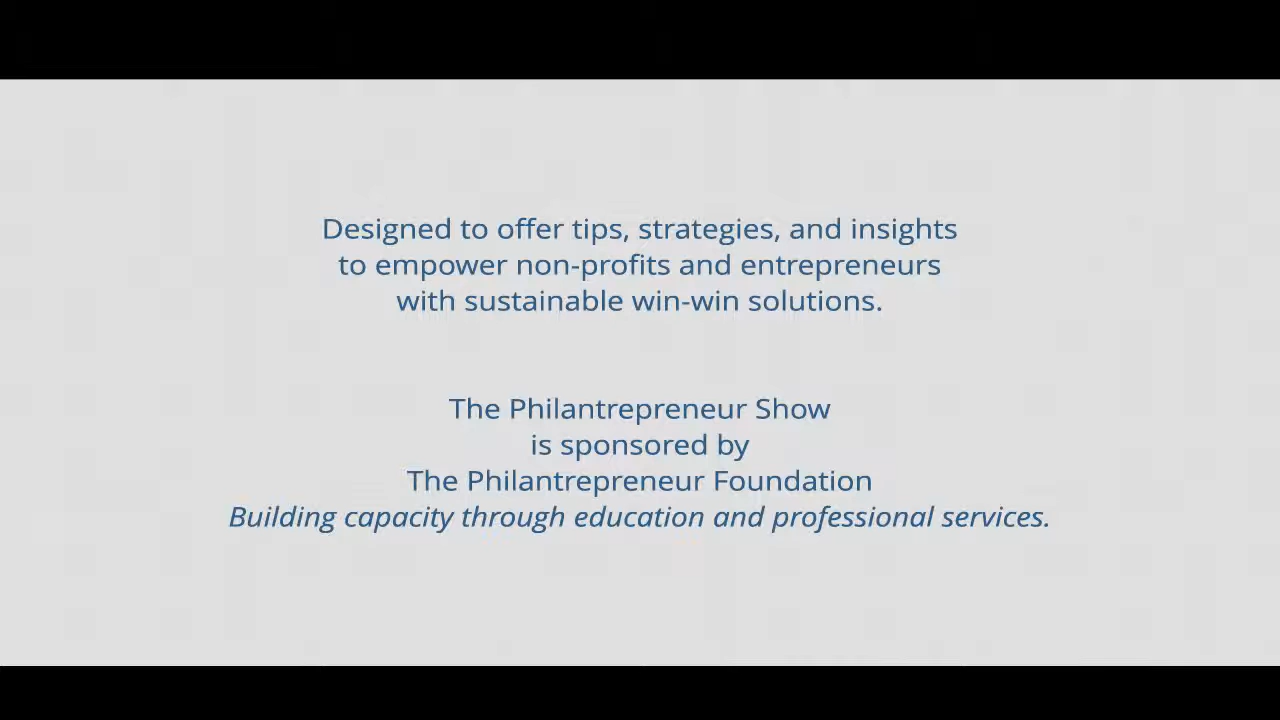 Designed to offer tips, strategies, and insights
to empower non-profits and entrepreneurs
with sustainable win-win solutions.
The Philantrepreneur Show
is sponsored by
The Philantrepreneur Foundation
Building capacity through education and professional services.